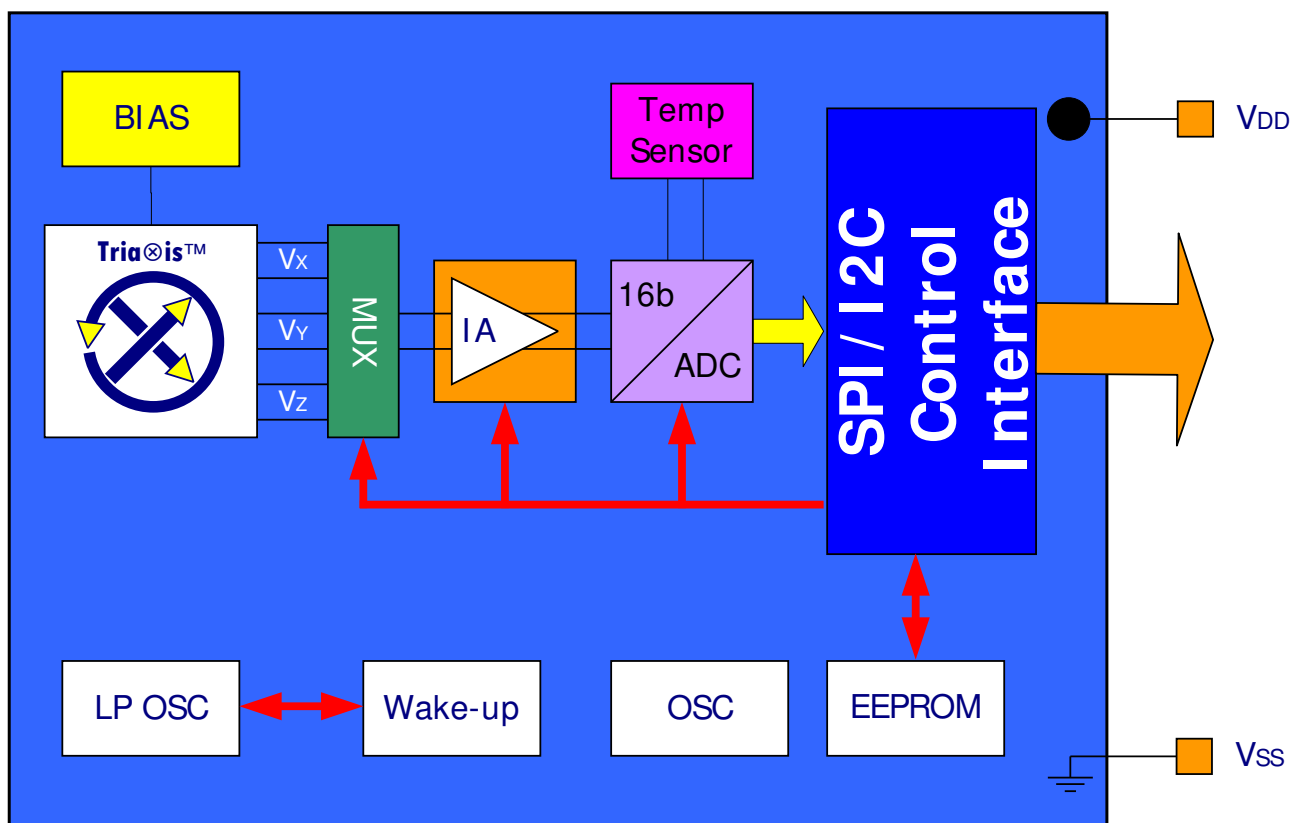 BIAS
Temp
Sensor
VDD
Tria⊗is™
VX
VY
VZ
MUX
IA
16b
ADC
SPI/I2C
Control
Interface
LP OSC
Wake-up
OSC
EEPROM
VSS